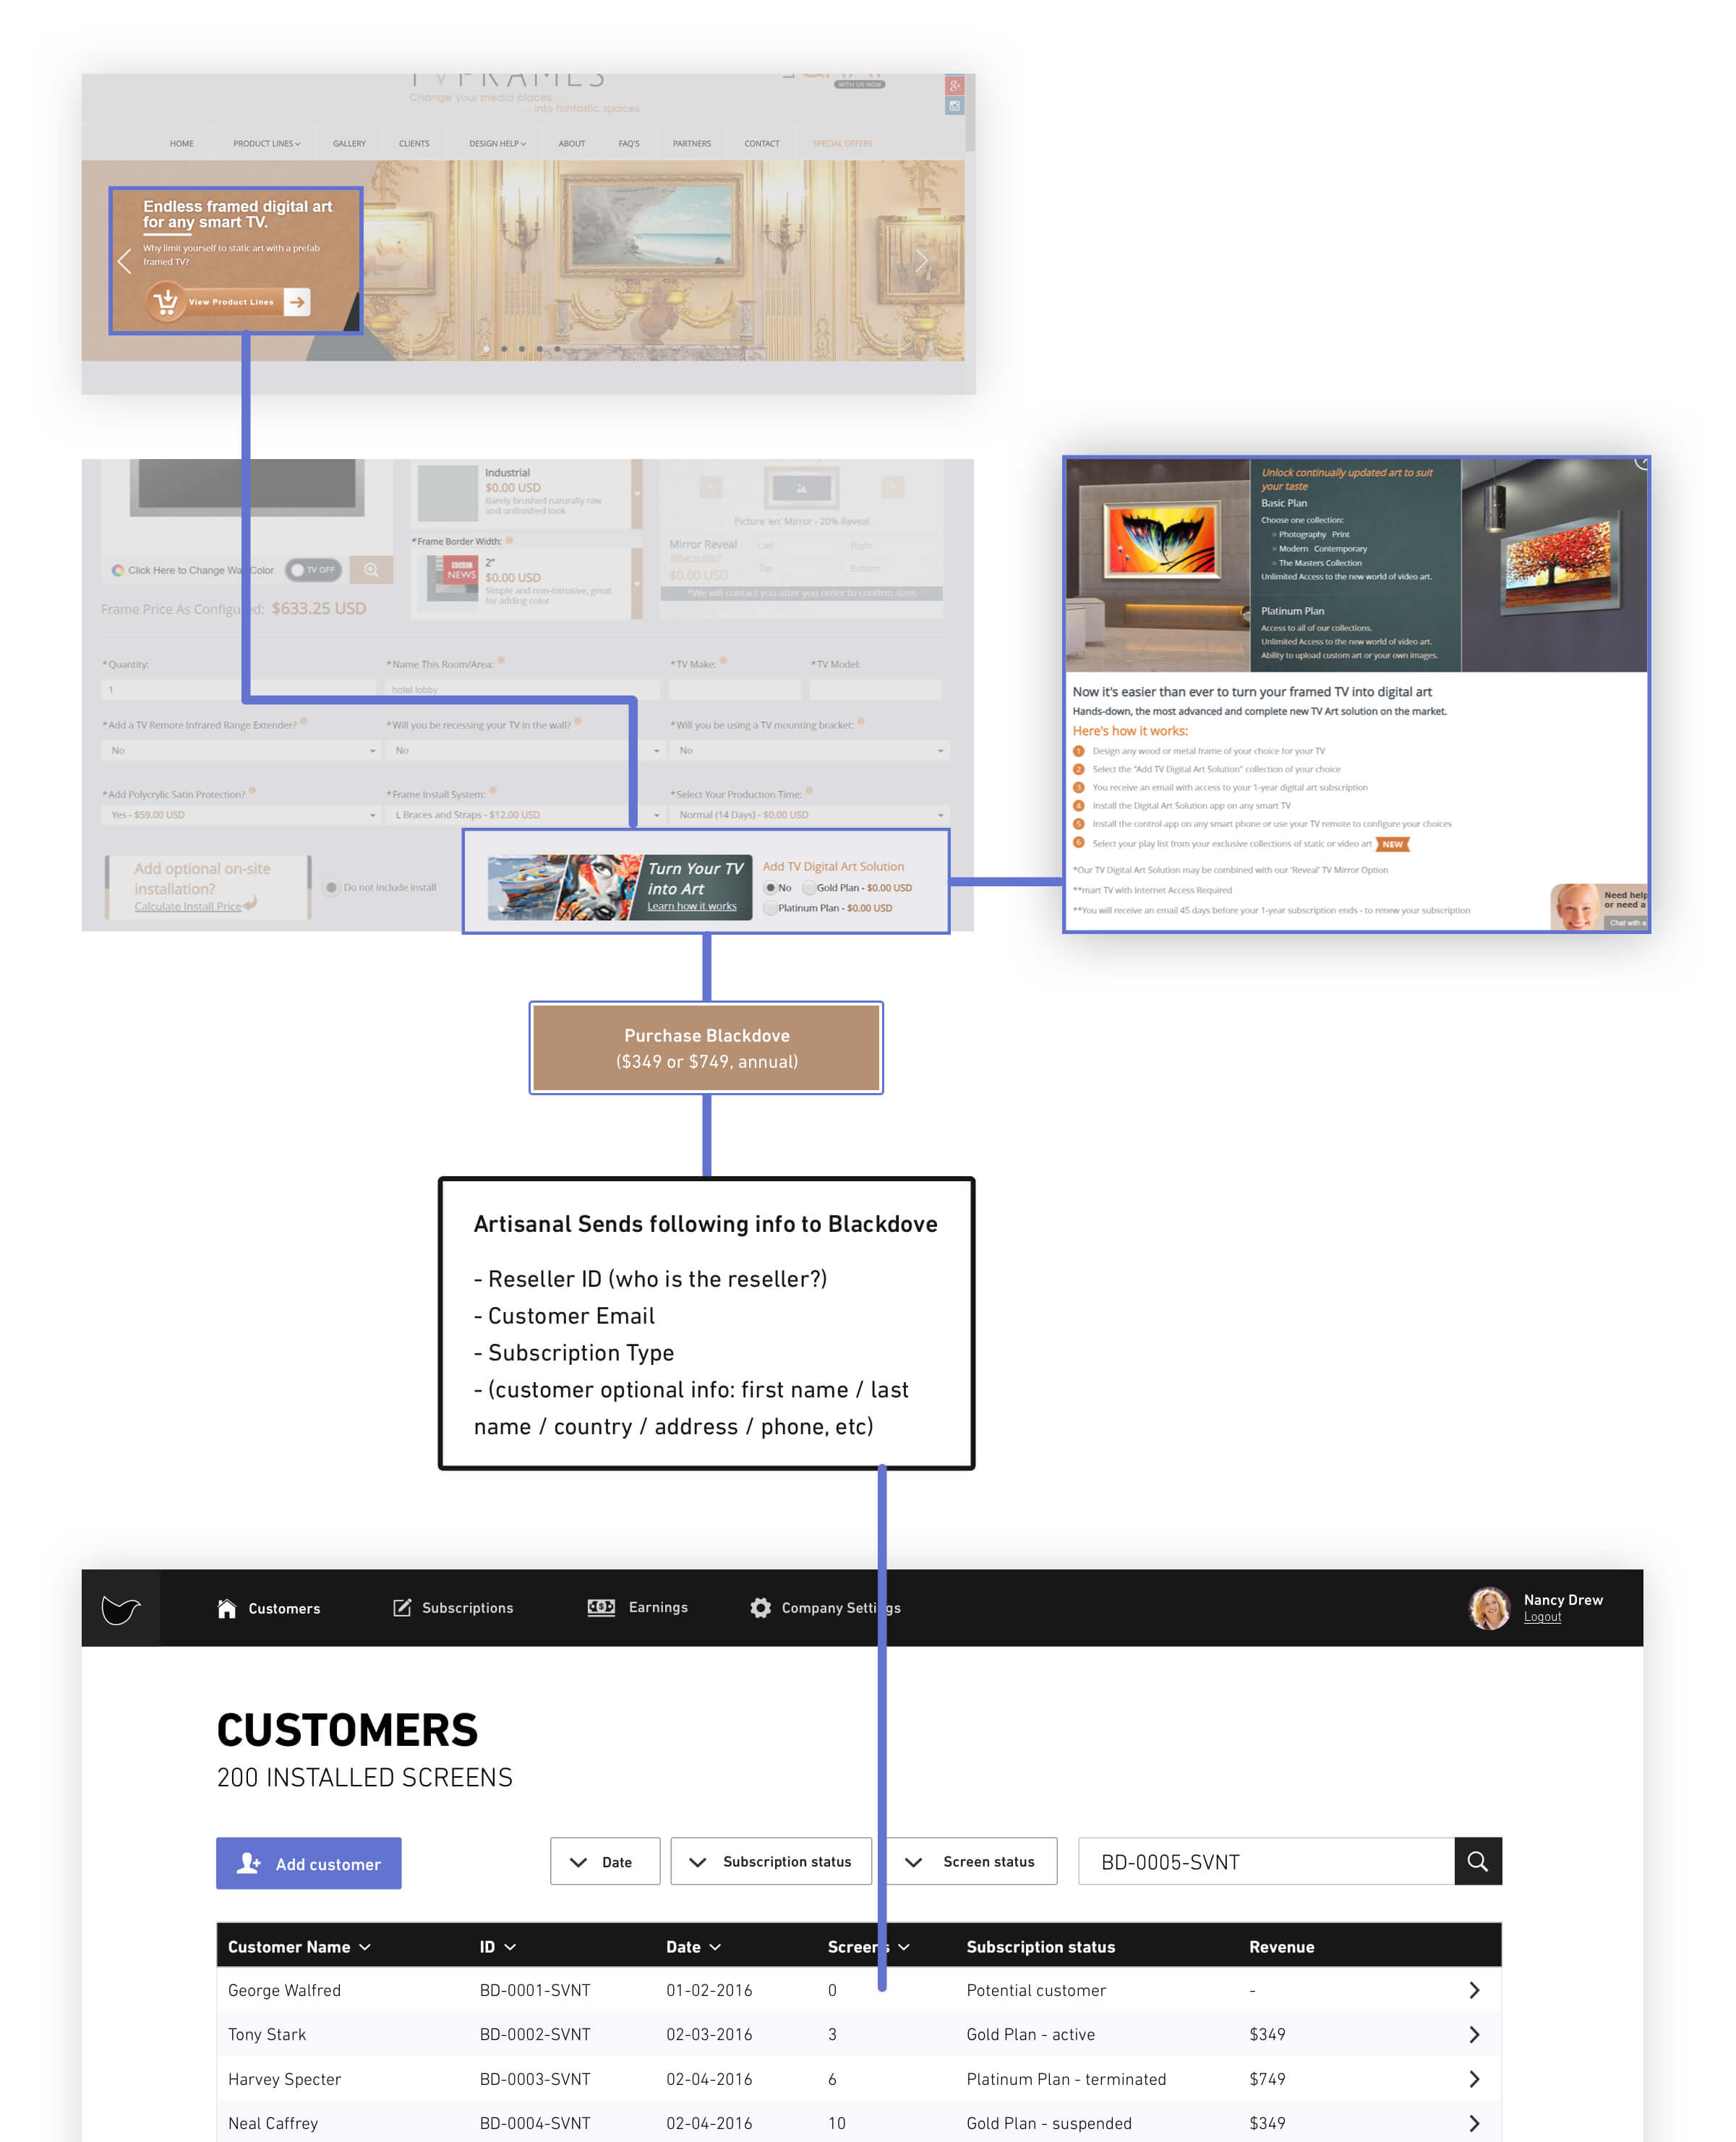 TVFRAMES
Change your media places ...
... into fantastic spaces
WITH US NOW
HOME
PRODUCT LINES
GALLERY
CLIENTS
DESIGN HELP
ABOUT
FAQ'S
PARTNERS
CONTACT
SPECIAL OFFERS
Endless framed digital art
for any smart TV.
Why limit yourself to static art with a prefab
framed TV?
View Product Lines
Industrial
$0.00 USD
Barely brushed naturally raw
and unfinished look
*Frame Border Width:
BBC
NEWS
2"
$0.00 USD
Simple and non-intrusive, great
for adding color
Click Here to Change Wall Color
TV OFF
Frame Price As Configured: $633.25 USD
Picture 'en' Mirror - 20% Reveal
Mirror Reveal
What is this?
$0.00 USD
Left
Right
Top
Bottom
*We will contact you after you order to confirm sizes
*Quantity:
*Name This Room/Area:
*TV Make:
*TV Model:
1
hotel lobby
*Add a TV Remote Infrared Range Extender?
*Will you be recessing your TV in the wall?
*Will you be using a TV mounting bracket:
No
No
No
*Add Polycrylic Satin Protection?
*Frame Install System:
*Select Your Production Time:
Yes - $59.00 USD
L Braces and Straps - $12.00 USD
Normal (14 Days) - $0.00 USD
Add optional on-site
installation?
Calculate Install Price
Do not include install
Turn Your TV
into Art
Learn how it works
Add TV Digital Art Solution
No
Gold Plan - $0.00 USD
Platinum Plan - $0.00 USD
Unlock continually updated art to suit
your taste
Basic Plan
Choose one collection:
» Photography Print
» Modern Contemporary
» The Masters Collection
Unlimited Access to the new world of video art.
Platinum Plan
Access to all of our collections.
Unlimited Access to the new world of video art.
Ability to upload custom art or your own images.
Now it's easier than ever to turn your framed TV into digital art
Hands-down, the most advanced and complete new TV Art solution on the market.
Here's how it works:
1 Design any wood or metal frame of your choice for your TV
2 Select the "Add TV Digital Art Solution" collection of your choice
3 You receive an email with access to your 1-year digital art subscription
4 Install the Digital Art Solution app on any smart TV
5 Install the control app on any smart phone or use your TV remote to configure your choices
6 Select your play list from your exclusive collections of static or video art NEW
*Our TV Digital Art Solution may be combined with our 'Reveal' TV Mirror Option
**mart TV with Internet Access Required
**You will receive an email 45 days before your 1-year subscription ends - to renew your subscription
Need help
or need a
Chat with a
Purchase Blackdove
($349 or $749, annual)
Artisanal Sends following info to Blackdove
- Reseller ID (who is the reseller?)
- Customer Email
- Subscription Type
- (customer optional info: first name / last
name / country / address / phone, etc)
Customers
Subscriptions
Earnings
Company Settings
Nancy Drew
Logout
CUSTOMERS
200 INSTALLED SCREENS
Add customer
Date
Subscription status
Screen status
BD-0005-SVNT
Customer Name ID Date Screens Subscription status Revenue
George Walfred BD-0001-SVNT 01-02-2016 0 Potential customer -
Tony Stark BD-0002-SVNT 02-03-2016 3 Gold Plan - active $349
Harvey Specter BD-0003-SVNT 02-04-2016 6 Platinum Plan - terminated $749
Neal Caffrey BD-0004-SVNT 02-04-2016 10 Gold Plan - suspended $349